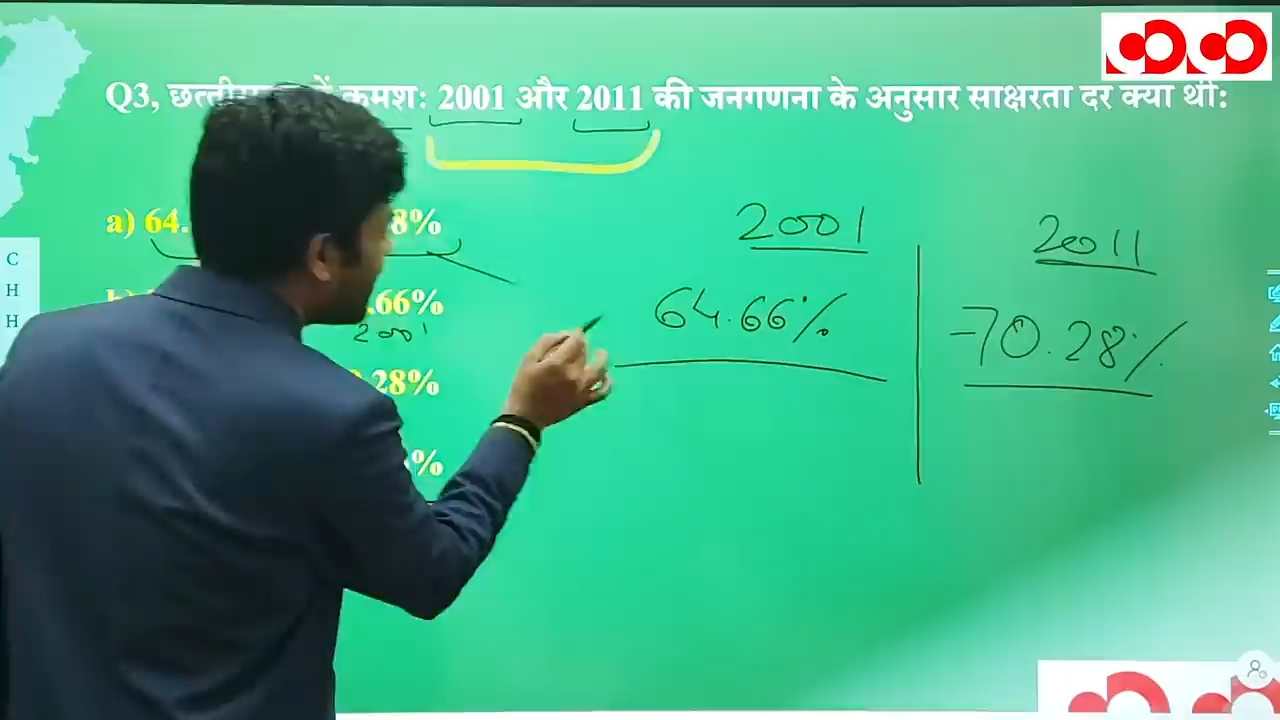 Q3, में क्रमशः 2001 और 2011 की जनगणना के अनुसार साक्षरता दर क्या थीः
a) 64. 8%
.66%
2001
.28%
%
2001
64.66%
2011
70.28%
C
H
H